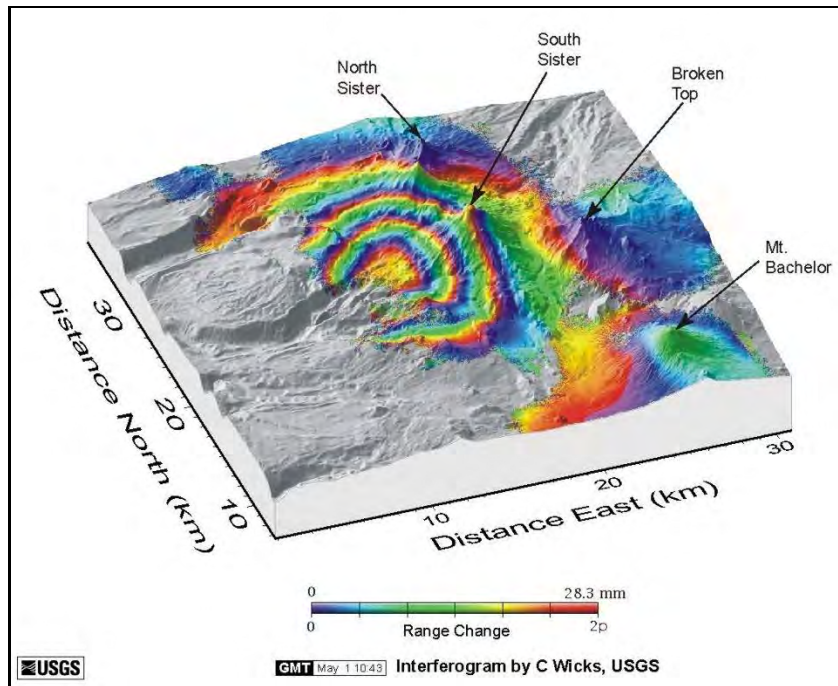 South
Sister
North
Sister
Broken
Top
Mt.
Bachelor
30
20
10
Distance North (km)
10
20
30
Distance East (km)
0
28.3 mm
0
Range Change
2p
USGS
GMT May 1 10:43 Interferogram by C Wicks, USGS